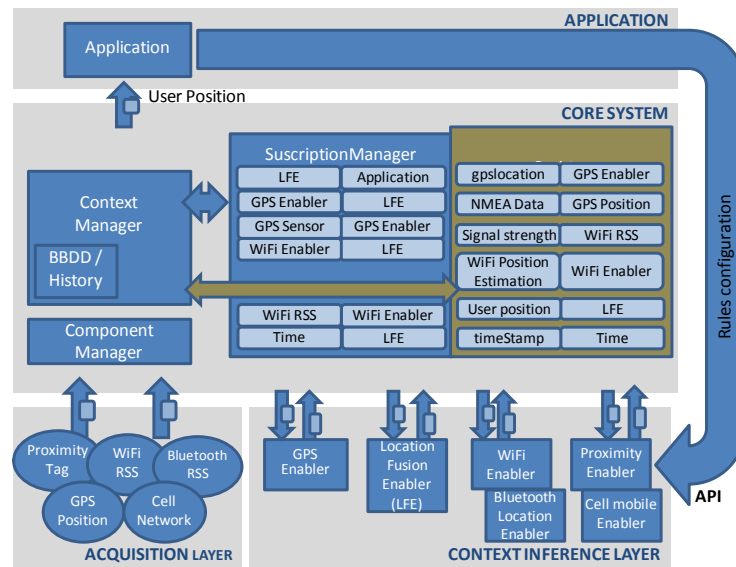 APPLICATION
Application
User Position
CORE SYSTEM
SuscriptionManager
LFE
Application
GPS Enabler
LFE
GPS Sensor
GPS Enabler
WiFi Enabler
LFE
WiFi RSS
WiFi Enabler
Time
LFE
gpslocation
GPS Enabler
NMEA Data
GPS Position
Signal strength
WiFi RSS
WiFi Position
Estimation
WiFi Enabler
User position
LFE
timeStamp
Time
Context
Manager
BBDD /
History
Component
Manager
Rules configuration
API
Proximity
Tag
WiFi
RSS
Bluetooth
RSS
GPS
Position
Cell
Network
ACQUISITION LAYER
GPS
Enabler
Location
Fusion
Enabler
(LFE)
WiFi
Enabler
Bluetooth
Location
Enabler
Proximity
Enabler
Cell mobile
Enabler
CONTEXT INFERENCE LAYER